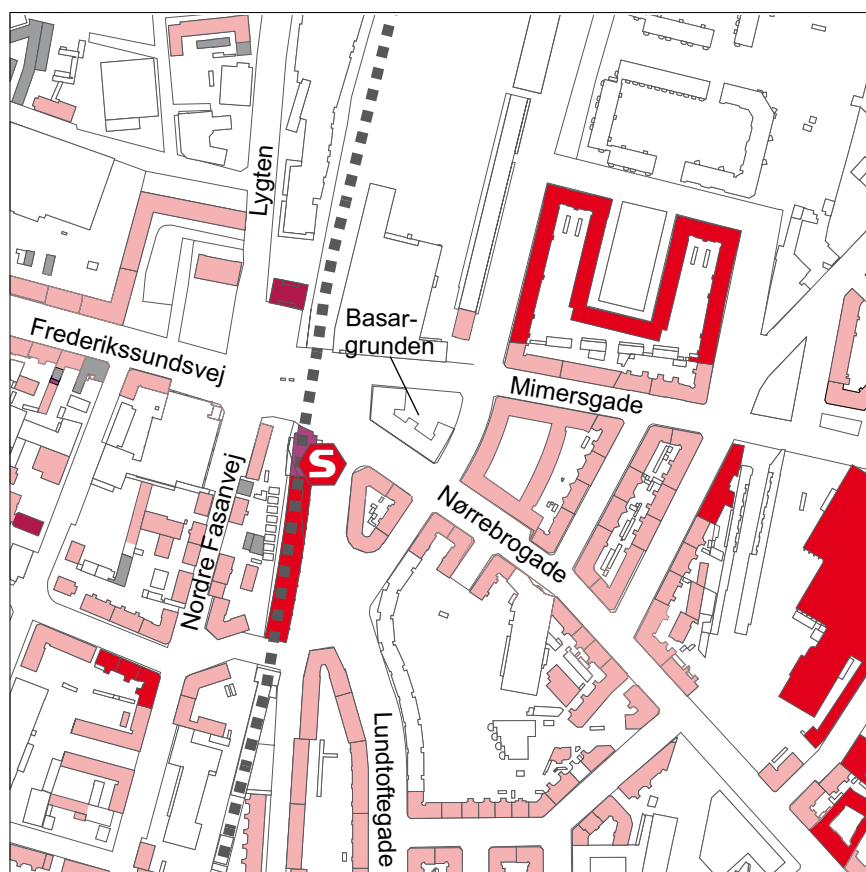 Lygten
Basar-
grunden
Frederikssundsvej
Mimersgade
S
Nordre Fasanvej
Nørrebrogade
Lundtoftegade